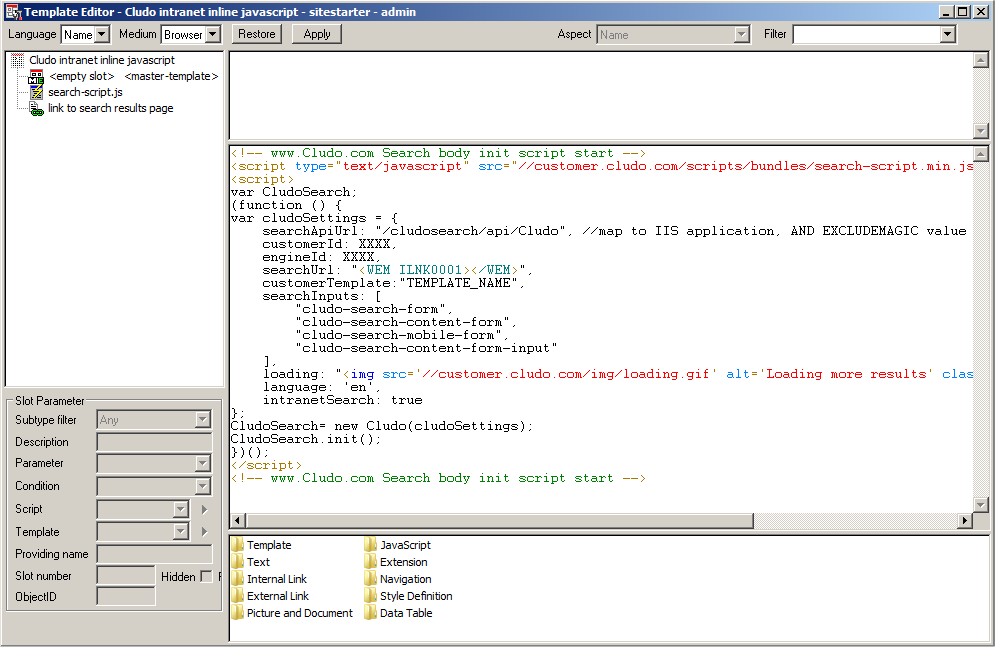 Template Editor - Cludo intranet inline javascript - sitestarter - admin
Language Name Medium Browser Restore Apply Aspect Name Filter
Cludo intranet inline javascript
<empty slot> <master-template>
search-script.js
link to search results page
<!-- www.Cludo.com Search body init script start -->
<script type="text/javascript" src="//customer.cludo.com/scripts/bundles/search-script.min.js
<script>
var CludoSearch;
(function () {
var cludoSettings = {
searchApiUrl: "/cludosearch/api/Cludo", //map to IIS application, AND EXCLUDEMAGIC value
customerId: XXXX,
engineId: XXXX,
searchUrl: "<WEM ILNK0001></WEM>",
customerTemplate:"TEMPLATE_NAME",
searchInputs: [
"cludo-search-form",
"cludo-search-content-form",
"cludo-search-mobile-form",
"cludo-search-content-form-input"
],
loading: "<img src='//customer.cludo.com/img/loading.gif' alt='Loading more results' clas
language: 'en',
intranetSearch: true
};
CludoSearch= new Cludo(cludoSettings);
CludoSearch.init();
})();
</script>
<!-- www.Cludo.com Search body init script start -->
Slot Parameter
Subtype filter Any
Description
Parameter
Condition
Script
Template
Providing name
Slot number Hidden
ObjectID
Template JavaScript
Text Extension
Internal Link Navigation
External Link Style Definition
Picture and Document Data Table